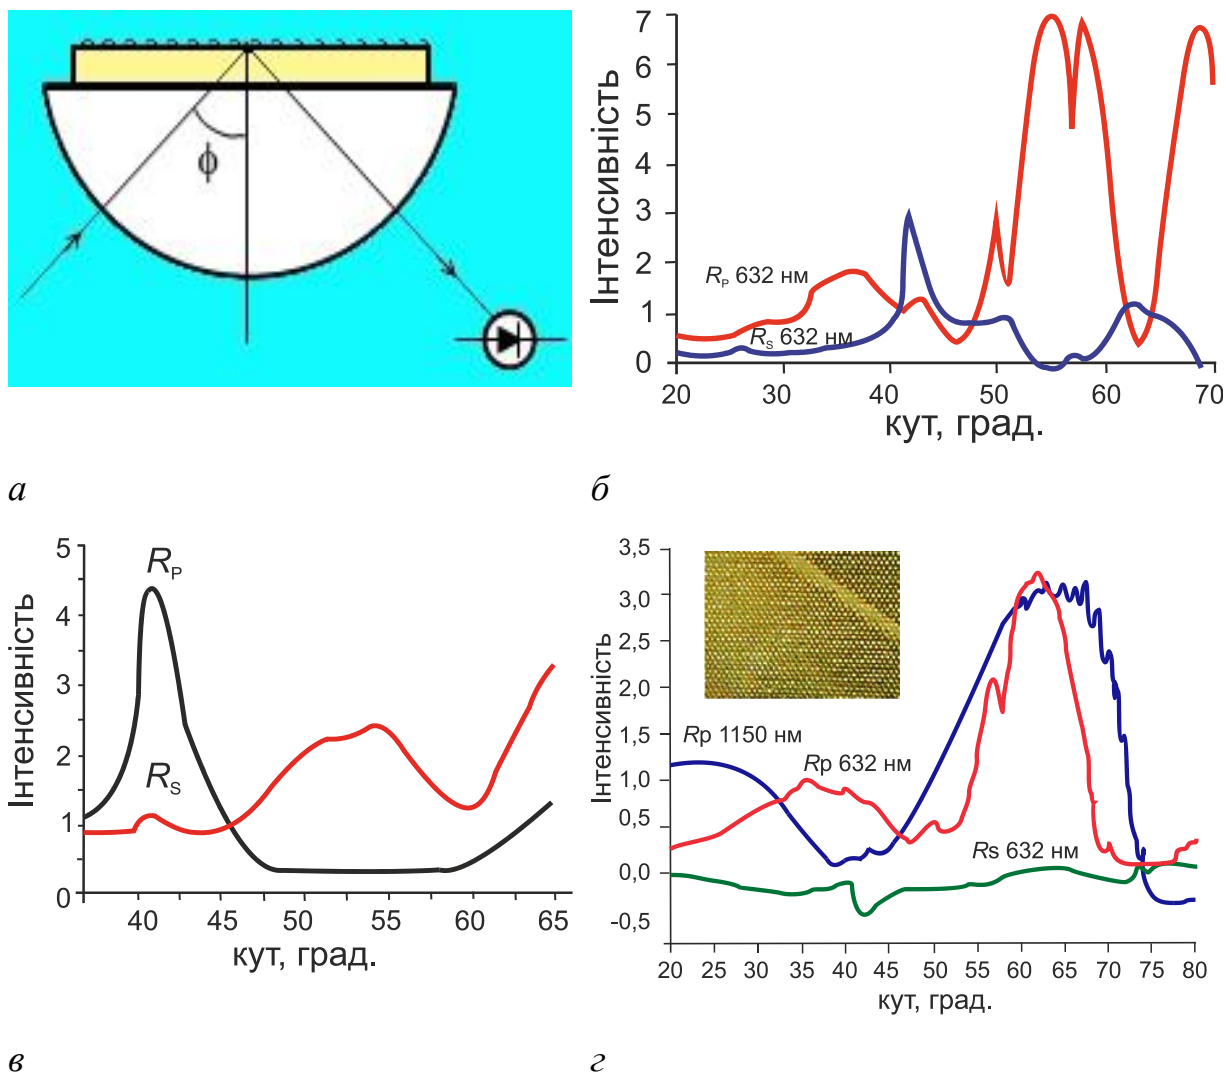 ϕ
а
Інтенсивність
7
6
5
4
3
2
1
0
Rₚ 632 нм
Rₛ 632 нм
20 30 40 50 60 70
кут, град.
б
Інтенсивність
5
4
3
2
1
0
Rₚ
Rₛ
40 45 50 55 60 65
кут, град.
в
Інтенсивність
3,5
3,0
2,5
2,0
1,5
1,0
0,5
0,0
-0,5
Rp 1150 нм
Rp 632 нм
Rs 632 нм
20 25 30 35 40 45 50 55 60 65 70 75 80
кут, град.
г